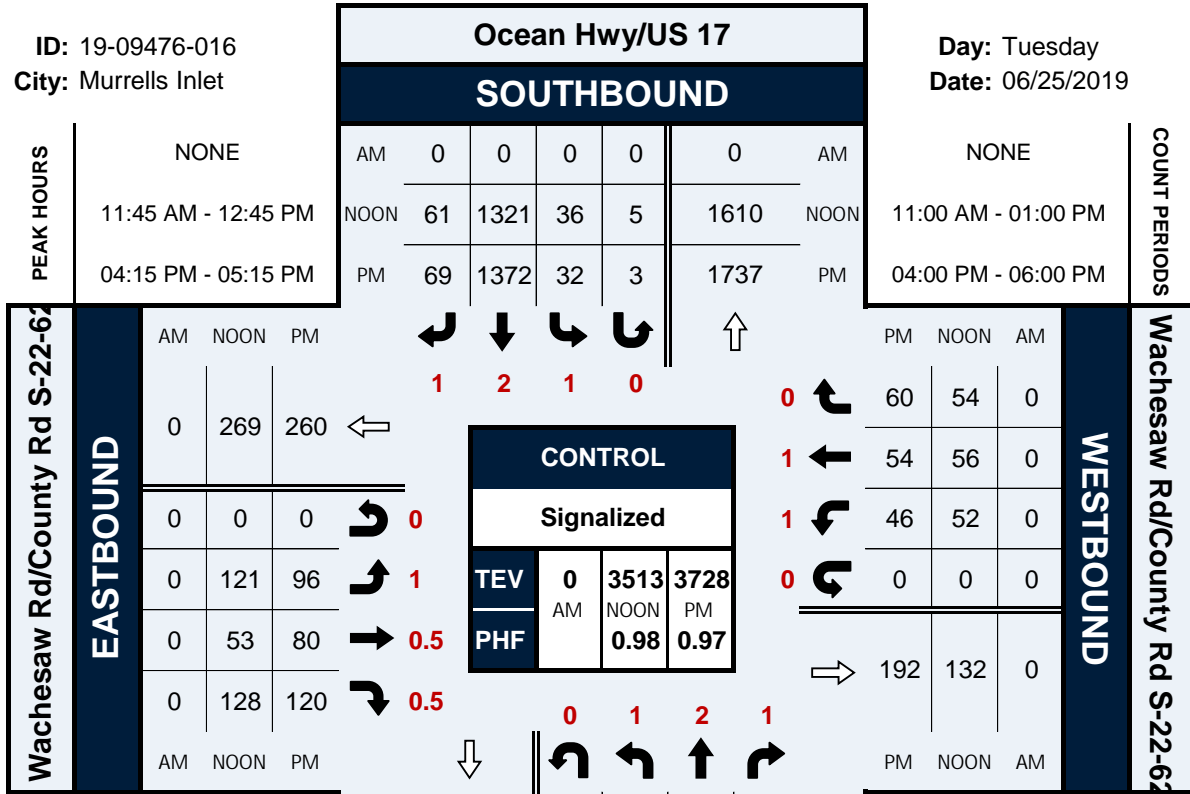 ID: 19-09476-016
City: Murrells Inlet
Ocean Hwy/US 17
SOUTHBOUND
Day: Tuesday
Date: 06/25/2019
PEAK HOURS
NONE
11:45 AM - 12:45 PM
04:15 PM - 05:15 PM
AM 0 0 0 0 0 AM
NOON 61 1321 36 5 1610 NOON
PM 69 1372 32 3 1737 PM
NONE
11:00 AM - 01:00 PM
04:00 PM - 06:00 PM
COUNT PERIODS
1 2 1 0
Wachesaw Rd/County Rd S-22-62
EASTBOUND
AM NOON PM
0 269 260
0 0 0 0
0 121 96 1
0 53 80 0.5
0 128 120 0.5
AM NOON PM
CONTROL
Signalized
TEV 0 3513 3728
AM NOON PM
PHF 0.98 0.97
0 1 2 1
PM NOON AM
0 60 54 0
1 54 56 0
1 46 52 0
0 0 0 0
192 132 0
PM NOON AM
WESTBOUND
Wachesaw Rd/County Rd S-22-62